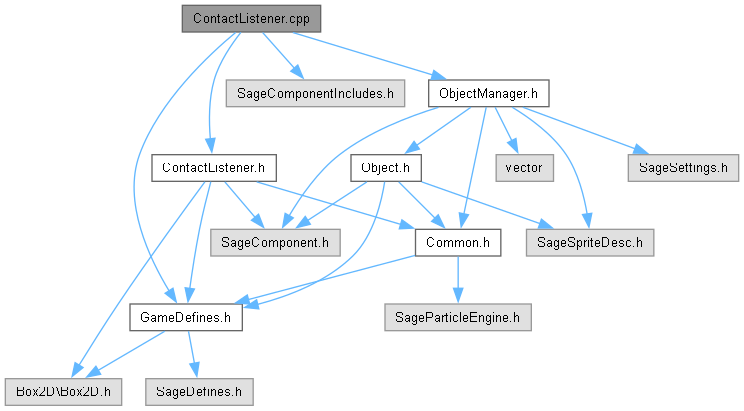 ContactListener.cpp
SageComponentIncludes.h
ObjectManager.h
ContactListener.h
Object.h
vector
SageSettings.h
SageComponent.h
Common.h
SageSpriteDesc.h
GameDefines.h
SageParticleEngine.h
Box2D\Box2D.h
SageDefines.h